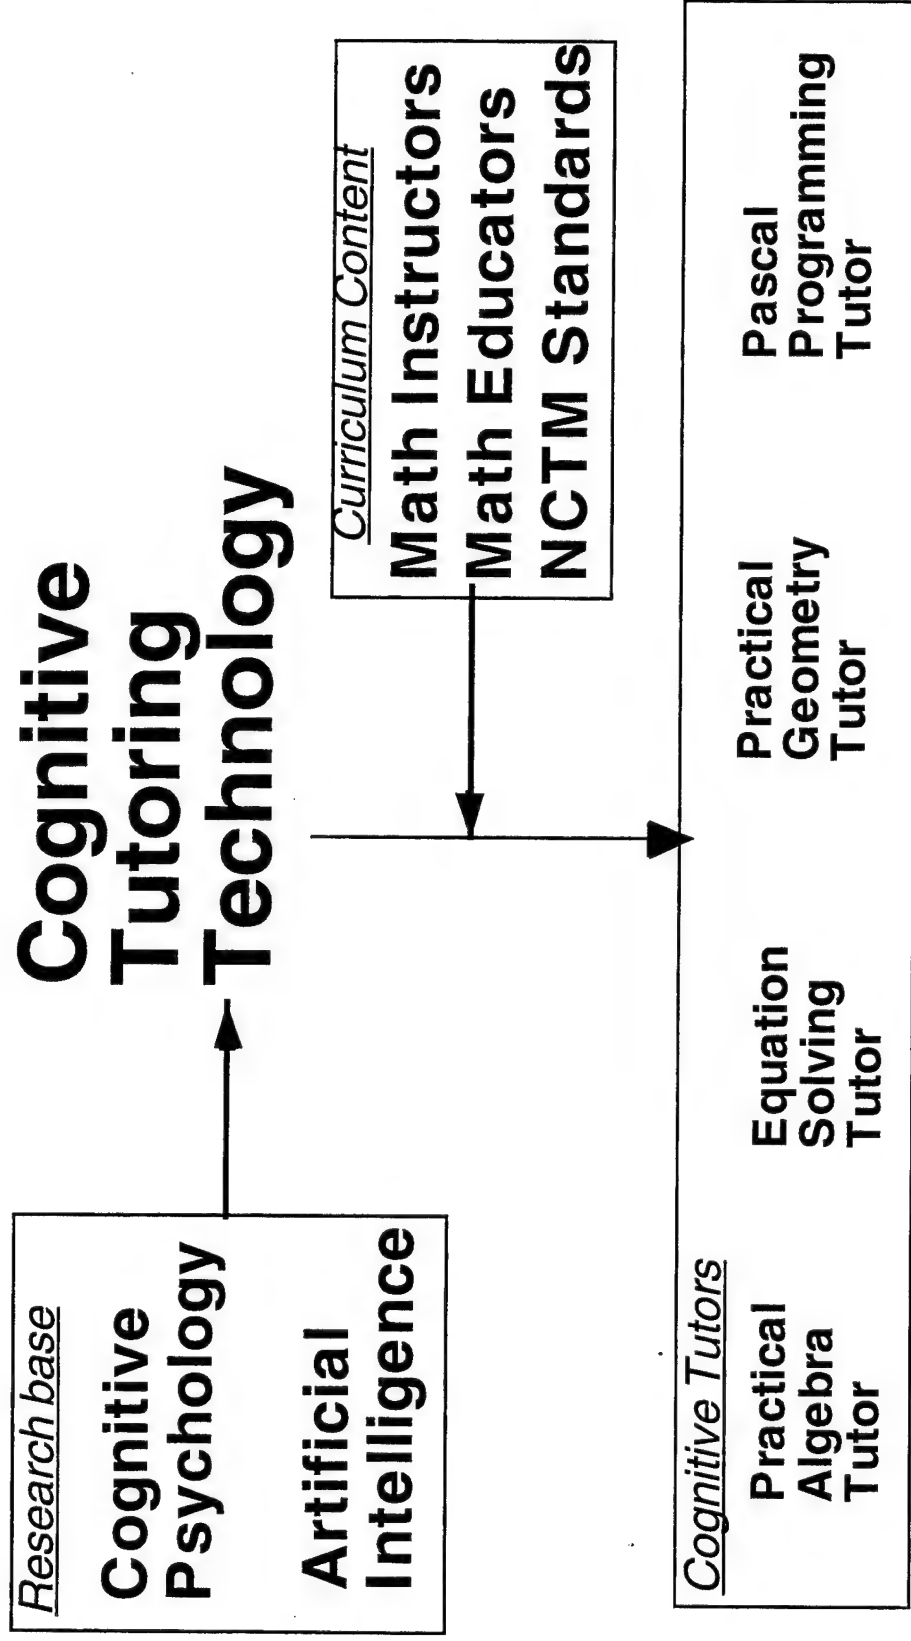 Cognitive
Tutoring
Technology
Research base
Cognitive
Psychology
Artificial
Intelligence
Curriculum Content
Math Instructors
Math Educators
NCTM Standards
Cognitive Tutors
Practical
Algebra
Tutor
Equation
Solving
Tutor
Practical
Geometry
Tutor
Pascal
Programming
Tutor